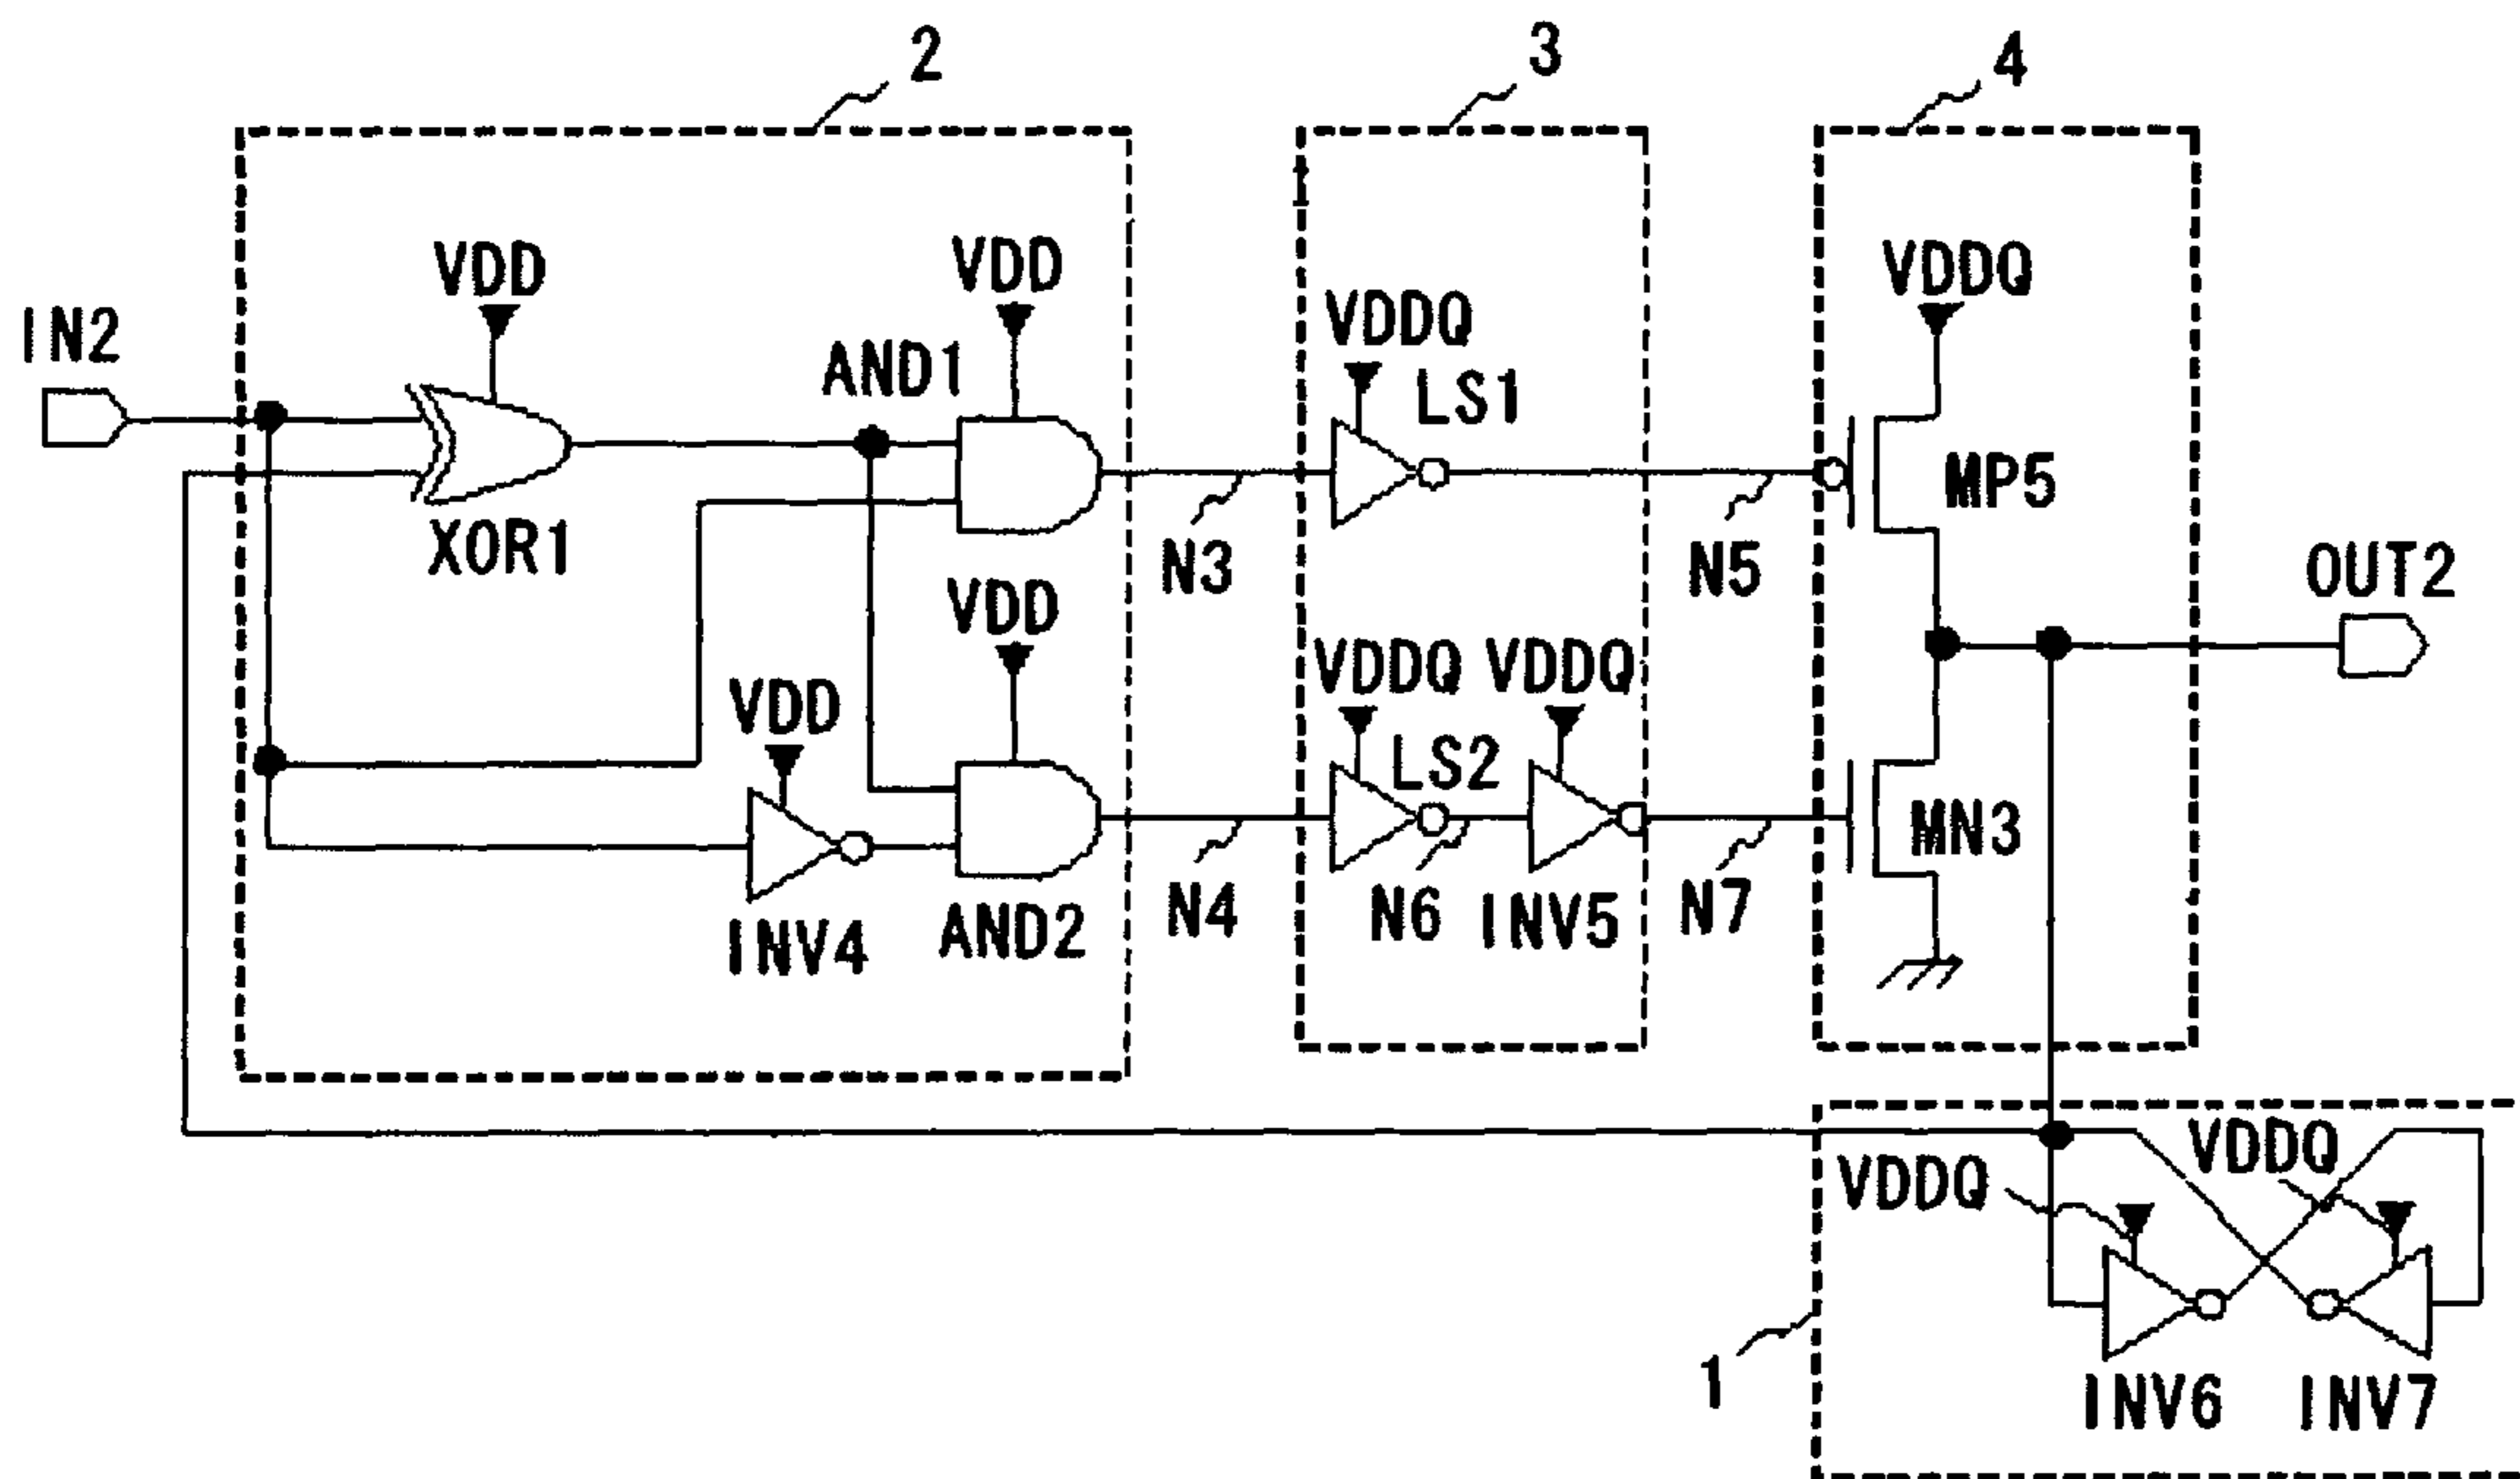 2
3
4
VDD
VDD
VDDQ
IN2
VDDQ
AND1
LS1
MP5
XOR1
N3
N5
OUT2
VDD
VDD
VDDQ
VDDQ
LS2
MN3
INV4
AND2
N4
N6
INV5
N7
VDDQ
VDDQ
1
INV6
INV7